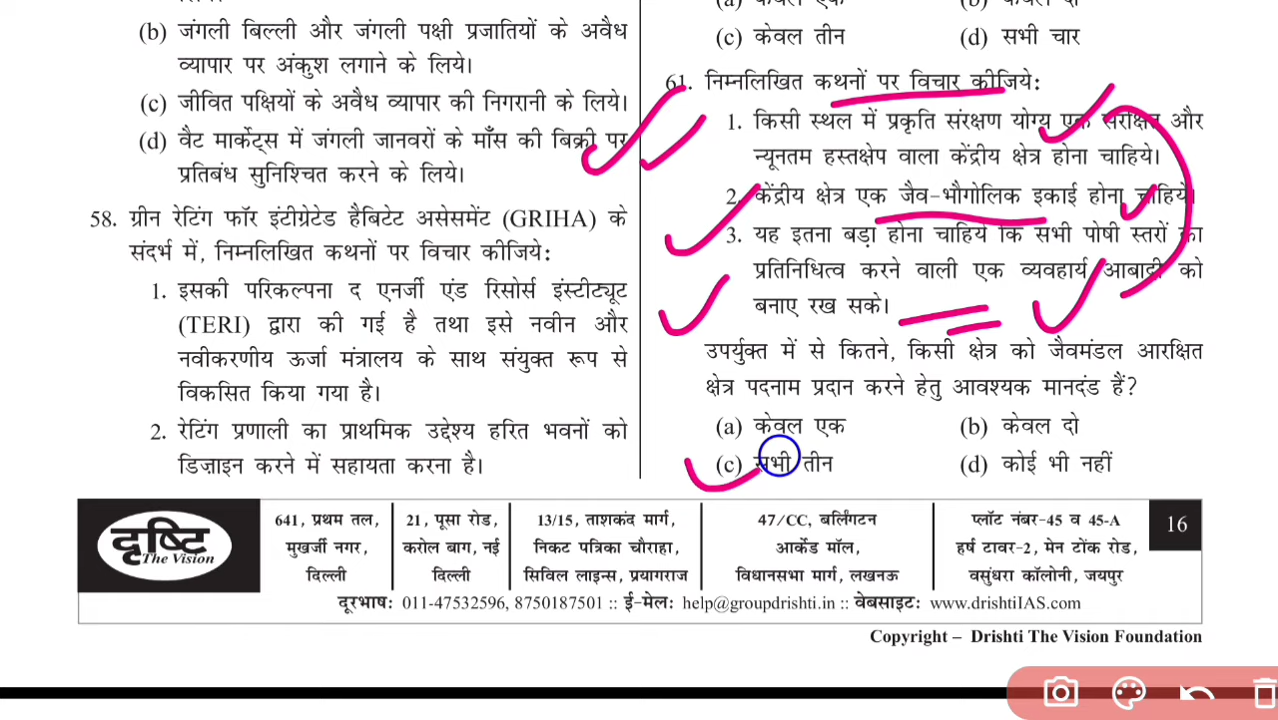 (b) जंगली बिल्ली और जंगली पक्षी प्रजातियों के अवैध
व्यापार पर अंकुश लगाने के लिये।
(c) जीवित पक्षियों के अवैध व्यापार की निगरानी के लिये।
(d) वैट मार्केट्स में जंगली जानवरों के माँस की बिक्री पर
प्रतिबंध सुनिश्चित करने के लिये।
58. ग्रीन रेटिंग फॉर इंटीग्रेटेड हैबिटेट असेसमेंट (GRIHA) के
संदर्भ में, निम्नलिखित कथनों पर विचार कीजिये:
1. इसकी परिकल्पना द एनर्जी एंड रिसोर्स इंस्टीट्यूट
(TERI) द्वारा की गई है तथा इसे नवीन और
नवीकरणीय ऊर्जा मंत्रालय के साथ संयुक्त रूप से
विकसित किया गया है।
2. रेटिंग प्रणाली का प्राथमिक उद्देश्य हरित भवनों को
डिज़ाइन करने में सहायता करना है।
(c) केवल तीन (d) सभी चार
61. निम्नलिखित कथनों पर विचार कीजिये:
1. किसी स्थल में प्रकृति संरक्षण योग्य एक संरक्षित और
न्यूनतम हस्तक्षेप वाला केंद्रीय क्षेत्र होना चाहिये।
2. केंद्रीय क्षेत्र एक जैव-भौगोलिक इकाई होना चाहिये।
3. यह इतना बड़ा होना चाहिये कि सभी पोषी स्तरों का
प्रतिनिधित्व करने वाली एक व्यवहार्य आबादी को
बनाए रख सके।
उपर्युक्त में से कितने, किसी क्षेत्र को जैवमंडल आरक्षित
क्षेत्र पदनाम प्रदान करने हेतु आवश्यक मानदंड हैं?
(a) केवल एक (b) केवल दो
(c) सभी तीन (d) कोई भी नहीं
दृष्टि
The Vision
641, प्रथम तल,
मुखर्जी नगर,
दिल्ली
21, पूसा रोड,
करोल बाग, नई
दिल्ली
13/15, ताशकंद मार्ग,
निकट पत्रिका चौराहा,
सिविल लाइन्स, प्रयागराज
47/CC, बर्लिंगटन
आर्केड मॉल,
विधानसभा मार्ग, लखनऊ
प्लॉट नंबर-45 व 45-A
हर्ष टावर-2, मेन टोंक रोड,
वसुंधरा कॉलोनी, जयपुर
16
दूरभाष: 011-47532596, 8750187501 :: ई-मेल: help@groupdrishti.in :: वेबसाइट: www.drishtiIAS.com
Copyright – Drishti The Vision Foundation